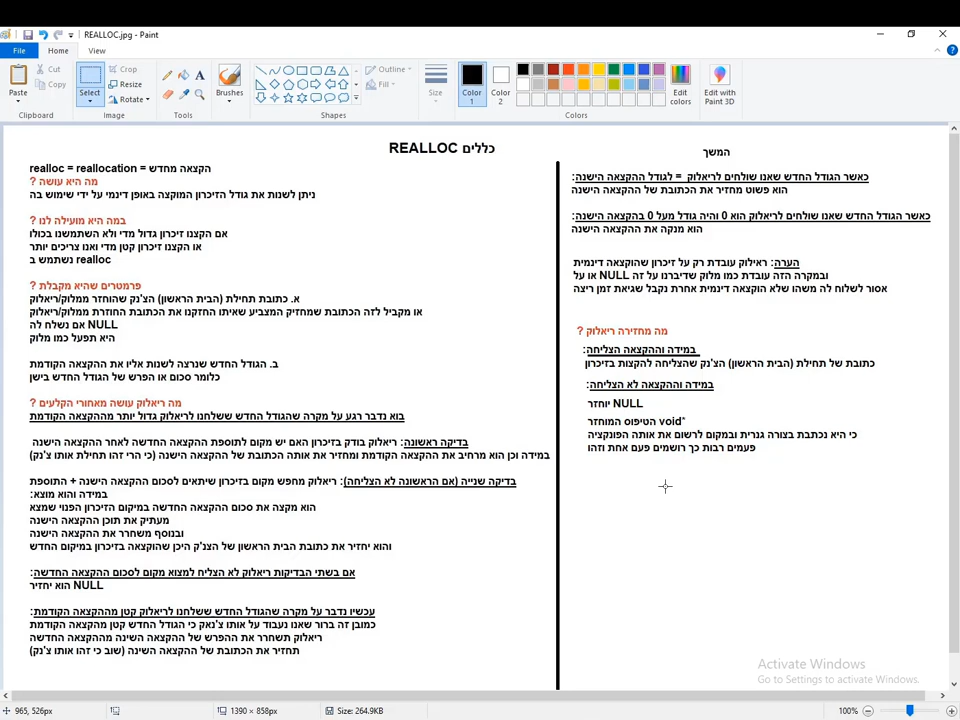 REALLOC.jpg - Paint
File
Home
View
Paste
Cut
Copy
Clipboard
Select
Crop
Resize
Rotate
Image
Tools
Brushes
Shapes
Outline
Fill
Size
Color 1
Color 2
Edit colors
Edit with Paint 3D
Colors
כללים REALLOC
realloc = reallocation = הקצאה מחדש
מה היא עושה ?
ניתן לשנות את גודל הזיכרון המוקצה באופן דינמי על ידי שימוש בה
במה היא מועילה לנו ?
אם הקצנו זיכרון גדול מדי ולא השתמשנו בכולו
או הקצנו זיכרון קטן מדי ואנו צריכים יותר
נשתמש ב realloc
פרמטרים שהיא מקבלת ?
א. כתובת תחילת (הבית הראשון) הצ'נק שהוחזר ממלוק/ריאלוק
או מקביל לזה הכתובת שמחזיק המצביע שאיתו החזקנו את הכתובת החוזרת ממלוק/ריאלוק
אם נשלח לה NULL
היא תפעל כמו מלוק
ב. הגודל החדש שנרצה לשנות אליו את ההקצאה הקודמת
כלומר סכום או הפרש של הגודל החדש בישן
מה ריאלוק עושה מאחורי הקלעים ?
בוא נדבר רגע על מקרה שהגודל החדש ששלחנו לריאלוק גדול יותר מההקצאה הקודמת
בדיקה ראשונה: ריאלוק בודק בזיכרון האם יש מקום לתוספת ההקצאה החדשה לאחר ההקצאה הישנה
במידה וכן הוא מרחיב את ההקצאה הקודמת ומחזיר את אותה הכתובת של ההקצאה הישנה (כי הרי זהו תחילת אותו צ'נק)
בדיקה שנייה (אם הראשונה לא הצליחה): ריאלוק מחפש מקום בזיכרון שיתאים לסכום ההקצאה הישנה + התוספת
במידה והוא מוצא:
הוא מקצה את סכום ההקצאה החדשה במיקום הזיכרון הפנוי שמצא
מעתיק את תוכן ההקצאה הישנה
ובנוסף משחרר את ההקצאה הישנה
והוא יחזיר את כתובת הבית הראשון של הצנ'ק היכן שהוקצאה בזיכרון במיקום החדש
אם בשתי הבדיקות ריאלוק לא הצליח למצוא מקום לסכום ההקצאה החדשה:
הוא יחזיר NULL
עכשיו נדבר על מקרה שהגודל החדש ששלחנו לריאלוק קטן מההקצאה הקודמת:
כמובן זה ברור שאנו נעבוד על אותו צ'נאק כי הגודל החדש קטן מהקצאה הקודמת
ריאלוק תשחרר את ההפרש של ההקצאה השינה מההקצאה החדשה
תחזיר את הכתובת של ההקצאה השינה (שוב כי זהו אותו צ'נק)
המשך
כאשר הגודל החדש שאנו שולחים לריאלוק = לגודל ההקצאה הישנה:
הוא פשוט מחזיר את הכתובת של ההקצאה הישנה
כאשר הגודל החדש שאנו שולחים לריאלוק הוא 0 והיה גודל מעל 0 בהקצאה הישנה:
הוא מנקה את ההקצאה הישנה
הערה: ראילוק עובדת רק על זיכרון שהוקצאה דינמית
או על NULL ובמקרה הזה עובדת כמו מלוק שדיברנו על זה
אסור לשלוח לה משהו שלא הוקצאה דינמית אחרת נקבל שגיאת זמן ריצה
מה מחזירה ריאלוק ?
במידה וההקצאה הצליחה:
כתובת של תחילת (הבית הראשון) הצ'נק שהצליחה להקצות בזיכרון
במידה וההקצאה לא הצליחה:
יוחזר NULL
הטיפוס המוחזר void*
כי היא נכתבת בצורה גנרית ובמקום לרשום את אותה הפונקציה
פעמים רבות כך רושמים פעם אחת וזהו
Activate Windows
Go to Settings to activate Windows.
965, 526px
1390 × 858px
Size: 264.9KB
100%